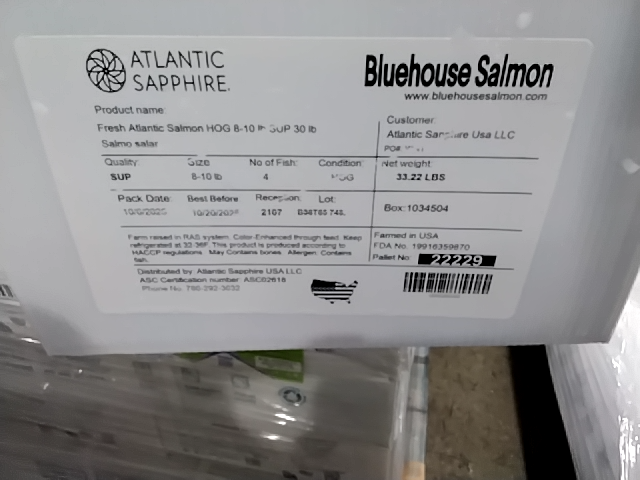 ATLANTIC
SAPPHIRE.
Bluehouse Salmon
www.bluehousesalmon.com
Product name:
Fresh Atlantic Salmon HOG 8-10 lb SUP 30 lb
Salmo salar
Customer:
Atlantic Sapphire Usa LLC
PO#:
Quality: Size No of Fish: Condition:
SUP 8-10 lb 4 HOG
Net weight:
33.22 LBS
Pack Date: Best Before Reception: Lot:
2107
Box:1034504
Farm raised in RAS system. Color-Enhanced through feed. Keep
refrigerated at 32-36F. This product is produced according to
HACCP regulations. May Contains bones. Allergen: Contains
fish.
Farmed in USA
FDA No. 19916359870
Pallet No 22229
Distributed by: Atlantic Sapphire USA LLC
ASC Certification number: ASC02618
Phone No.